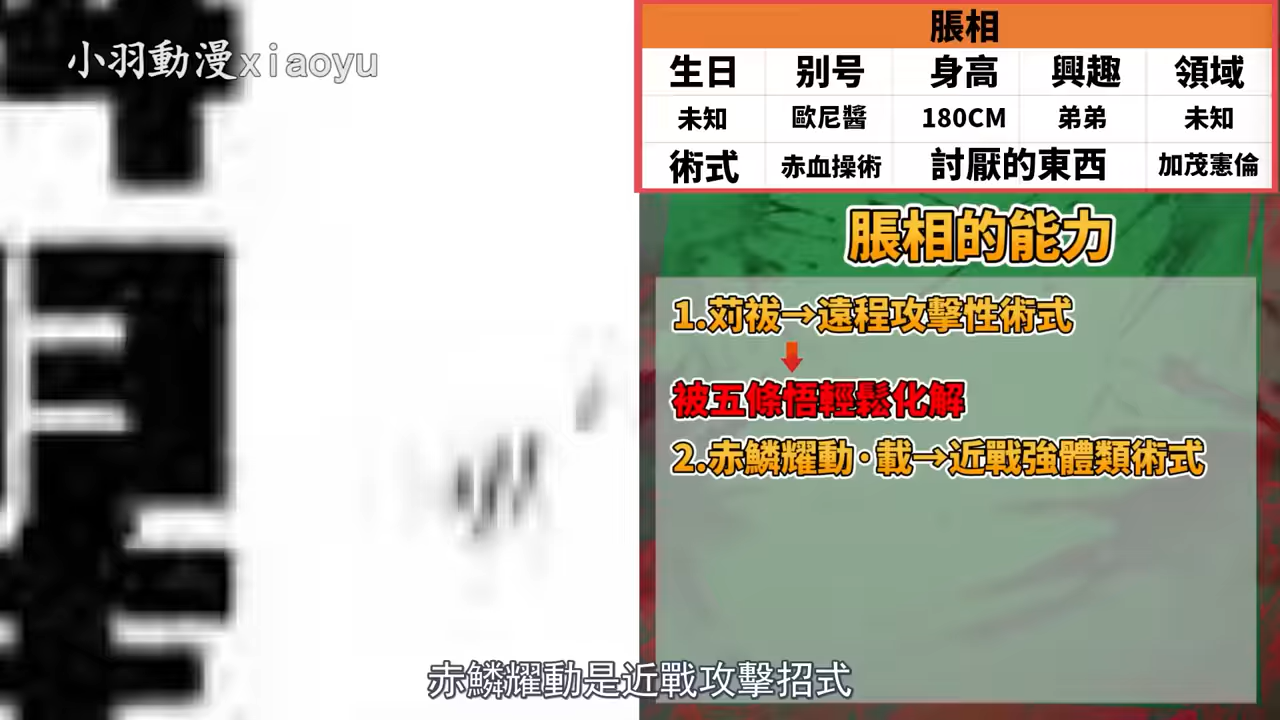 小羽動漫xiaoyu
脹相
生日 别号 身高 興趣 領域
未知 歐尼醬 180CM 弟弟 未知
術式 赤血操術 討厭的東西 加茂憲倫
脹相的能力
1.苅祓→遠程攻擊性術式
被五條悟輕鬆化解
2.赤鱗耀動·載→近戰強體類術式
赤鱗耀動是近戰攻擊招式